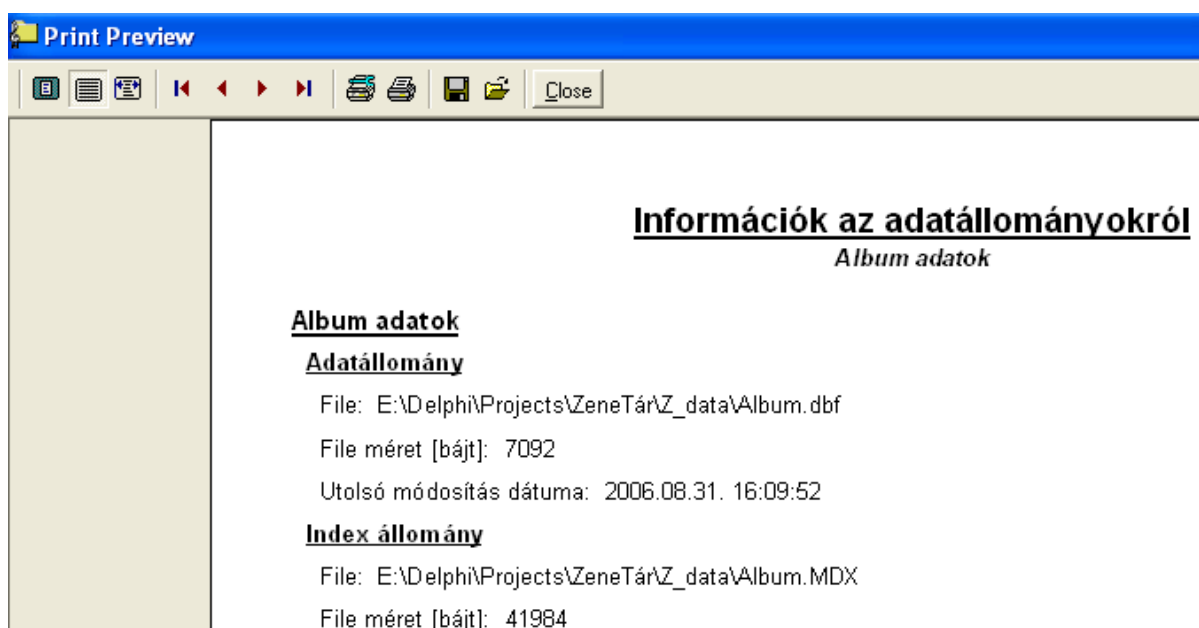 Print Preview
Close
Információk az adatállományokról
Album adatok
Album adatok
Adatállomány
File: E:\Delphi\Projects\ZeneTár\Z_data\Album.dbf
File méret [bájt]: 7092
Utolsó módosítás dátuma: 2006.08.31. 16:09:52
Index állomány
File: E:\Delphi\Projects\ZeneTár\Z_data\Album.MDX
File méret [bájt]: 41984